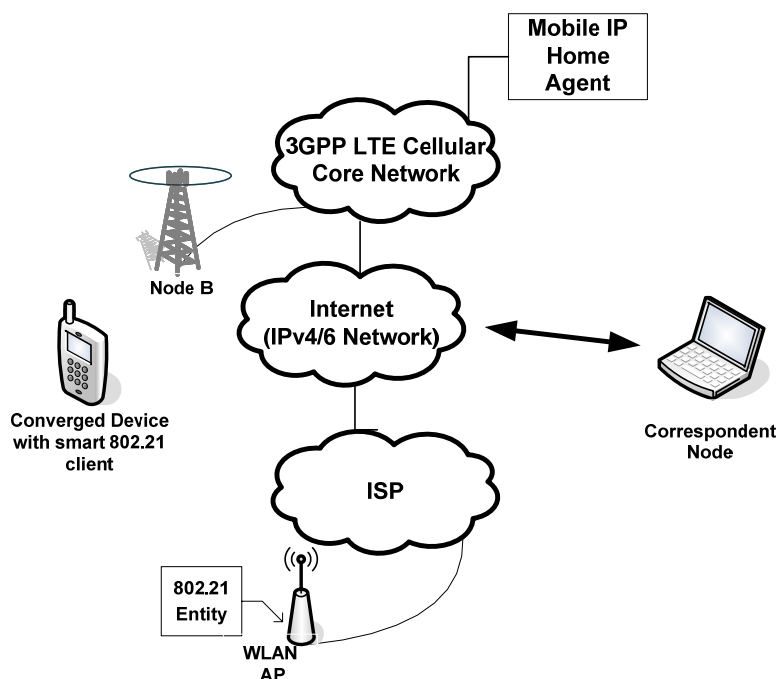 Mobile IP
Home
Agent
3GPP LTE Cellular
Core Network
Node B
Internet
(IPv4/6 Network)
Converged Device
with smart 802.21
client
Correspondent
Node
ISP
802.21
Entity
WLAN
AP